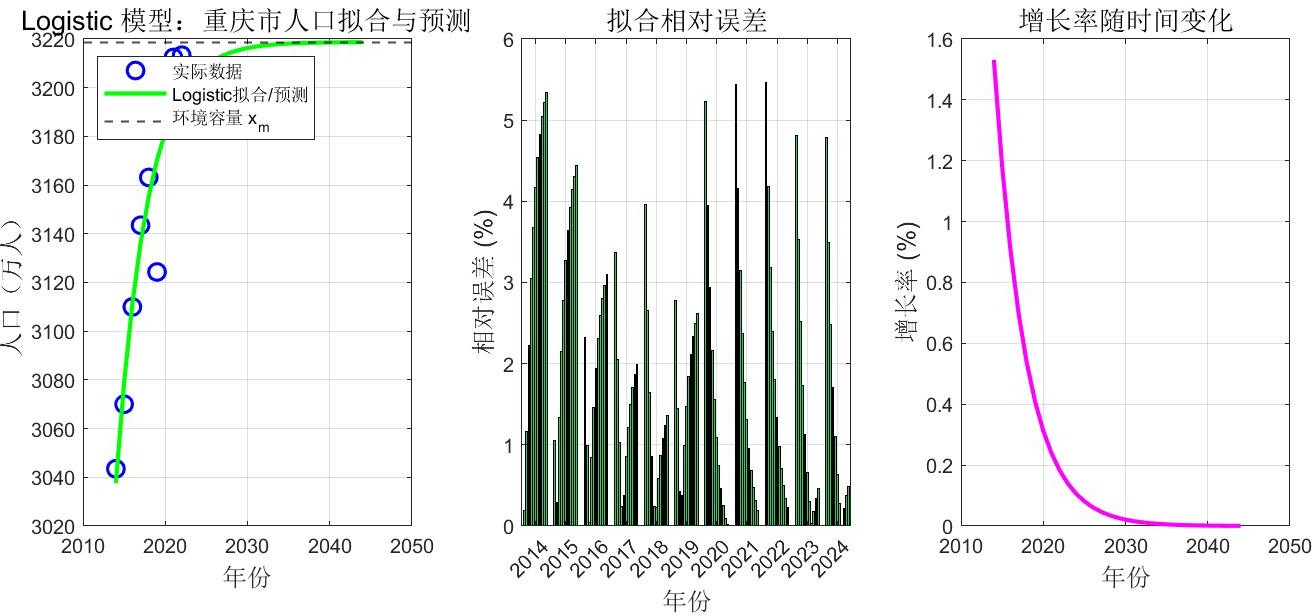 Logistic 模型：重庆市人口拟合与预测
3220
3200
3180
3160
3140
3120
3100
3080
3060
3040
3020
人口（万人）
实际数据
Logistic拟合/预测
环境容量 x_m
2010 2020 2030 2040 2050
年份
拟合相对误差
6
5
4
3
2
1
0
相对误差 (%)
2014 2015 2016 2017 2018 2019 2020 2021 2022 2023 2024
年份
增长率随时间变化
1.6
1.4
1.2
1
0.8
0.6
0.4
0.2
0
增长率 (%)
2010 2020 2030 2040 2050
年份